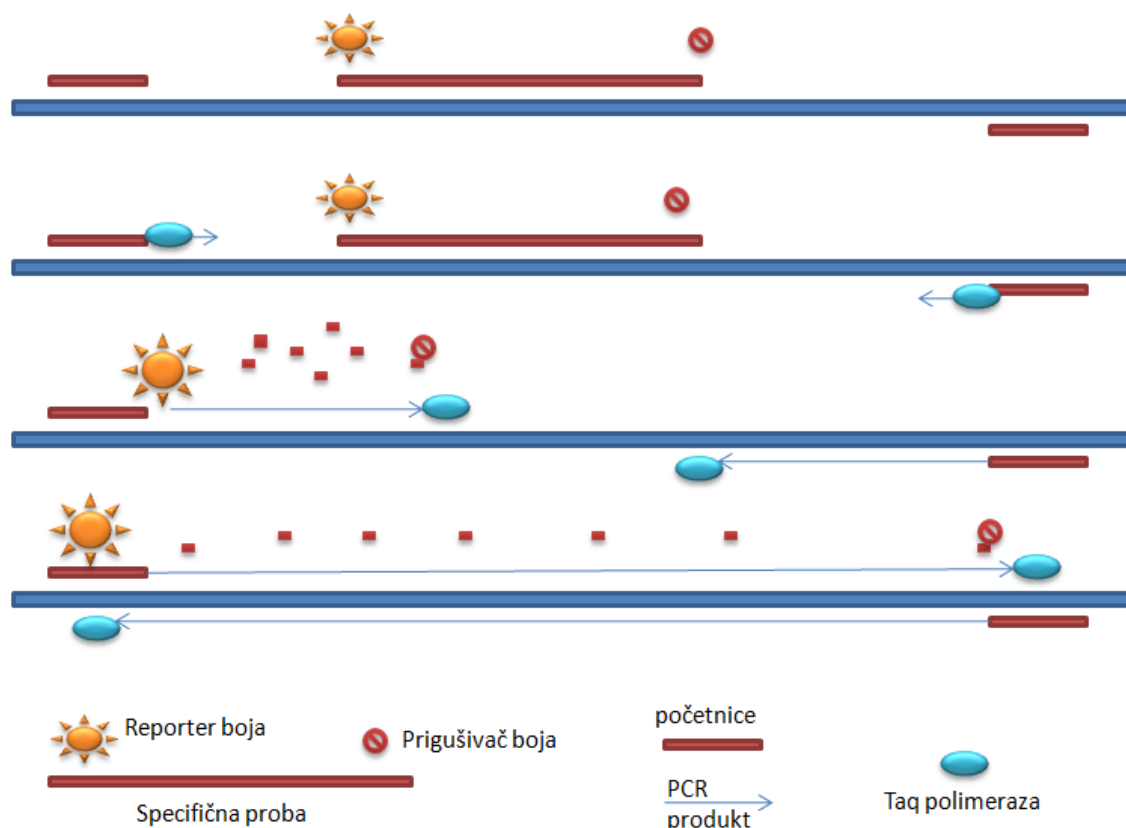 Reporter boja
Prigušivač boja
početnice
Specifična proba
PCR
produkt
Taq polimeraza